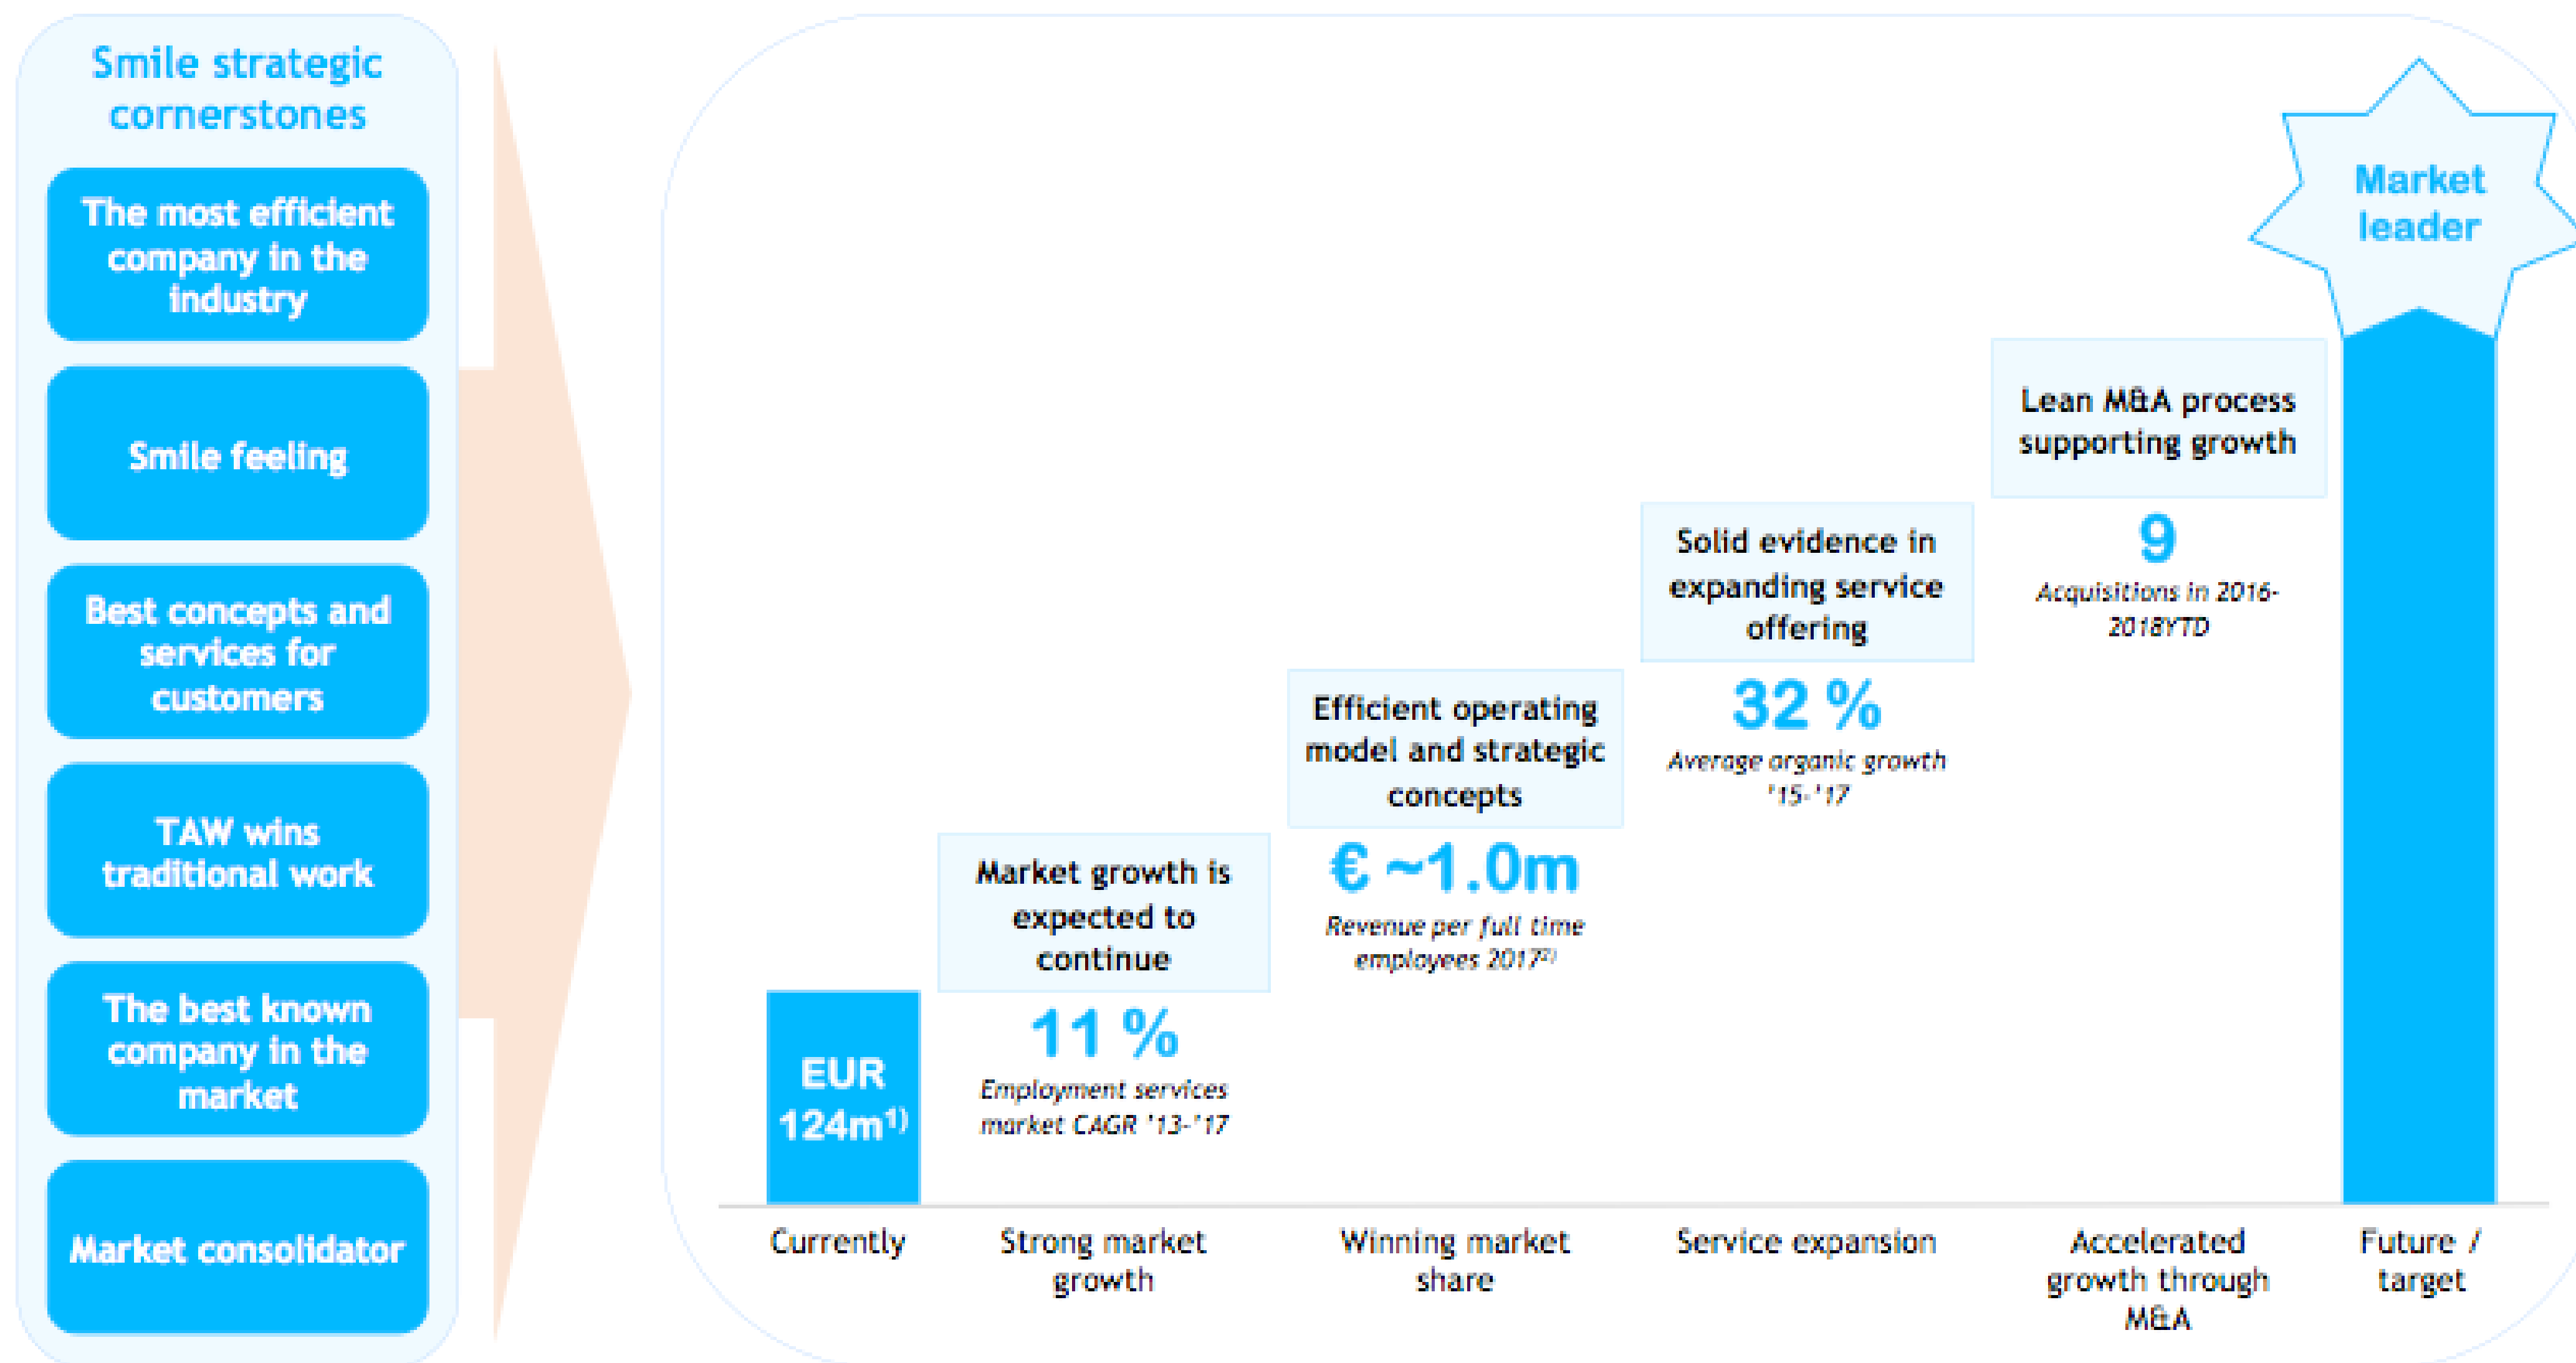 Smile strategic
cornerstones
The most efficient
company in the
industry
Smile feeling
Best concepts and
services for
customers
TAW wins
traditional work
The best known
company in the
market
Market consolidator
Market
leader
Lean M&A process
supporting growth
9
Acquisitions in 2016-
2018YTD
Solid evidence in
expanding service
offering
32 %
Average organic growth
'15-'17
Efficient operating
model and strategic
concepts
€ ~1.0m
Revenue per full time
employees 2017²⁾
Market growth is
expected to
continue
11 %
Employment services
market CAGR '13-'17
EUR
124m¹⁾
Currently
Strong market
growth
Winning market
share
Service expansion
Accelerated
growth through
M&A
Future /
target